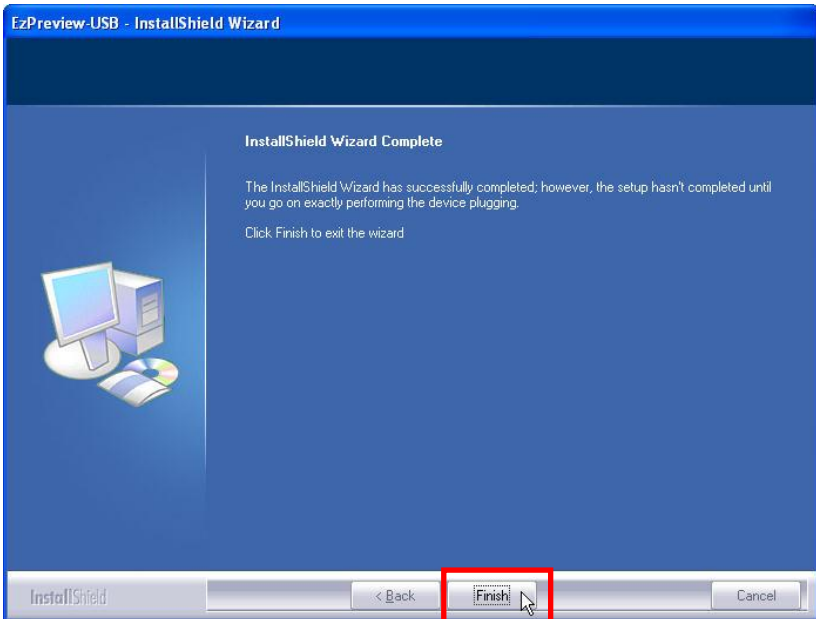 EzPreview-USB - InstallShield Wizard
InstallShield Wizard Complete
The InstallShield Wizard has successfully completed; however, the setup hasn't completed until
you go on exactly performing the device plugging.
Click Finish to exit the wizard
InstallShield
< Back
Finish
Cancel